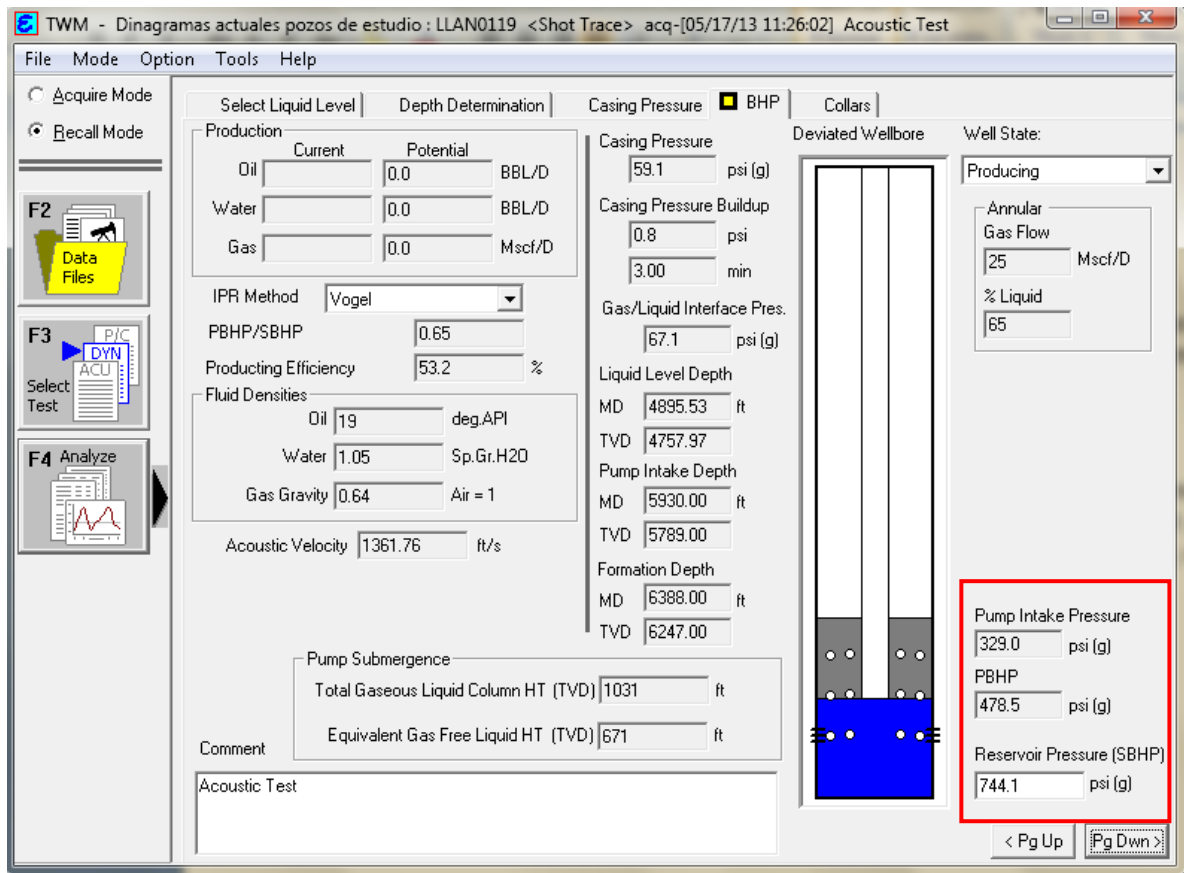 TWM - Dinagramas actuales pozos de estudio : LLAN0119 <Shot Trace> acq-[05/17/13 11:26:02] Acoustic Test
File Mode Option Tools Help
Acquire Mode
Recall Mode
F2
Data
Files
F3
P/C
DYN
ACU
Select
Test
F4 Analyze
Select Liquid Level
Depth Determination
Casing Pressure
BHP
Collars
Production
Current Potential
Oil 0.0 BBL/D
Water 0.0 BBL/D
Gas 0.0 Mscf/D
IPR Method Vogel
PBHP/SBHP 0.65
Producting Efficiency 53.2 %
Fluid Densities
Oil 19 deg.API
Water 1.05 Sp.Gr.H2O
Gas Gravity 0.64 Air = 1
Acoustic Velocity 1361.76 ft/s
Casing Pressure
59.1 psi (g)
Casing Pressure Buildup
0.8 psi
3.00 min
Gas/Liquid Interface Pres.
67.1 psi (g)
Liquid Level Depth
MD 4895.53 ft
TVD 4757.97
Pump Intake Depth
MD 5930.00 ft
TVD 5789.00
Formation Depth
MD 6388.00 ft
TVD 6247.00
Pump Submergence
Total Gaseous Liquid Column HT (TVD) 1031 ft
Equivalent Gas Free Liquid HT (TVD) 671 ft
Comment
Acoustic Test
Deviated Wellbore
Well State:
Producing
Annular
Gas Flow
25 Mscf/D
% Liquid
65
Pump Intake Pressure
329.0 psi (g)
PBHP
478.5 psi (g)
Reservoir Pressure (SBHP)
744.1 psi (g)
< Pg Up
Pg Dwn >